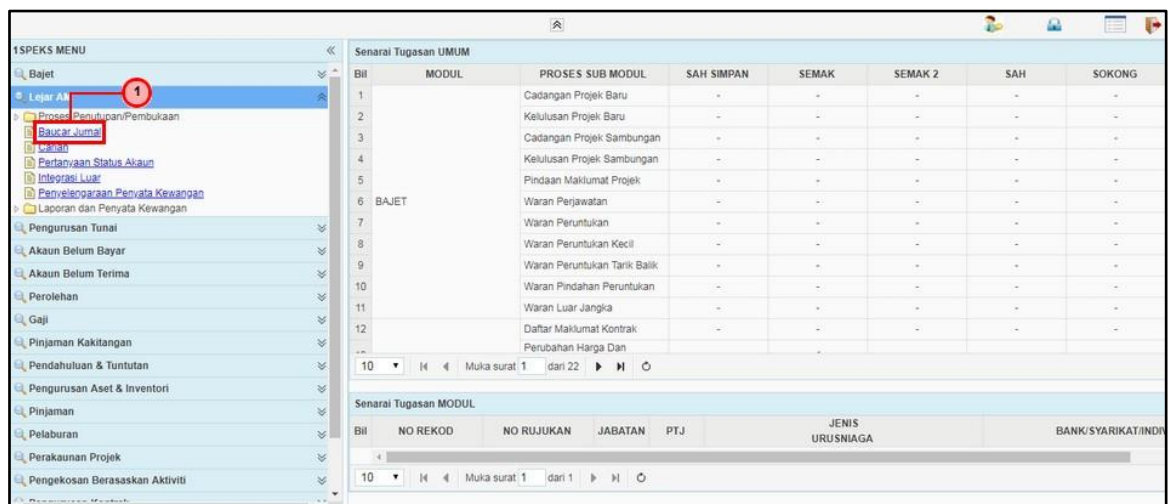 1SPEKS MENU
Bajet
Lejar
1
Proses Penutupan/Pembukaan
Baucar Jurnal
Carian
Pertanyaan Status Akaun
Integrasi Luar
Penyelengaraan Penyata Kewangan
Laporan dan Penyata Kewangan
Pengurusan Tunai
Akaun Belum Bayar
Akaun Belum Terima
Perolehan
Gaji
Pinjaman Kakitangan
Pendahuluan & Tuntutan
Pengurusan Aset & Inventori
Pinjaman
Pelaburan
Perakaunan Projek
Pengekosan Berasaskan Aktiviti
Senarai Tugasan UMUM
Bil MODUL PROSES SUB MODUL SAH SIMPAN SEMAK SEMAK 2 SAH SOKONG
1 Cadangan Projek Baru - - - - -
2 Kelulusan Projek Baru - - - - -
3 Cadangan Projek Sambungan - - - - -
4 Kelulusan Projek Sambungan - - - - -
5 Pindaan Maklumat Projek - - - - -
6 BAJET Waran Perjawatan - - - - -
7 Waran Peruntukan - - - - -
8 Waran Peruntukan Kecil - - - - -
9 Waran Peruntukan Tarik Balik - - - - -
10 Waran Pindahan Peruntukan - - - - -
11 Waran Luar Jangka - - - - -
12 Daftar Maklumat Kontrak - - - - -
Perubahan Harga Dan
10 Muka surat 1 dari 22
Senarai Tugasan MODUL
Bil NO REKOD NO RUJUKAN JABATAN PTJ JENIS URUSNIAGA BANK/SYARIKAT/INDIV
10 Muka surat 1 dari 1